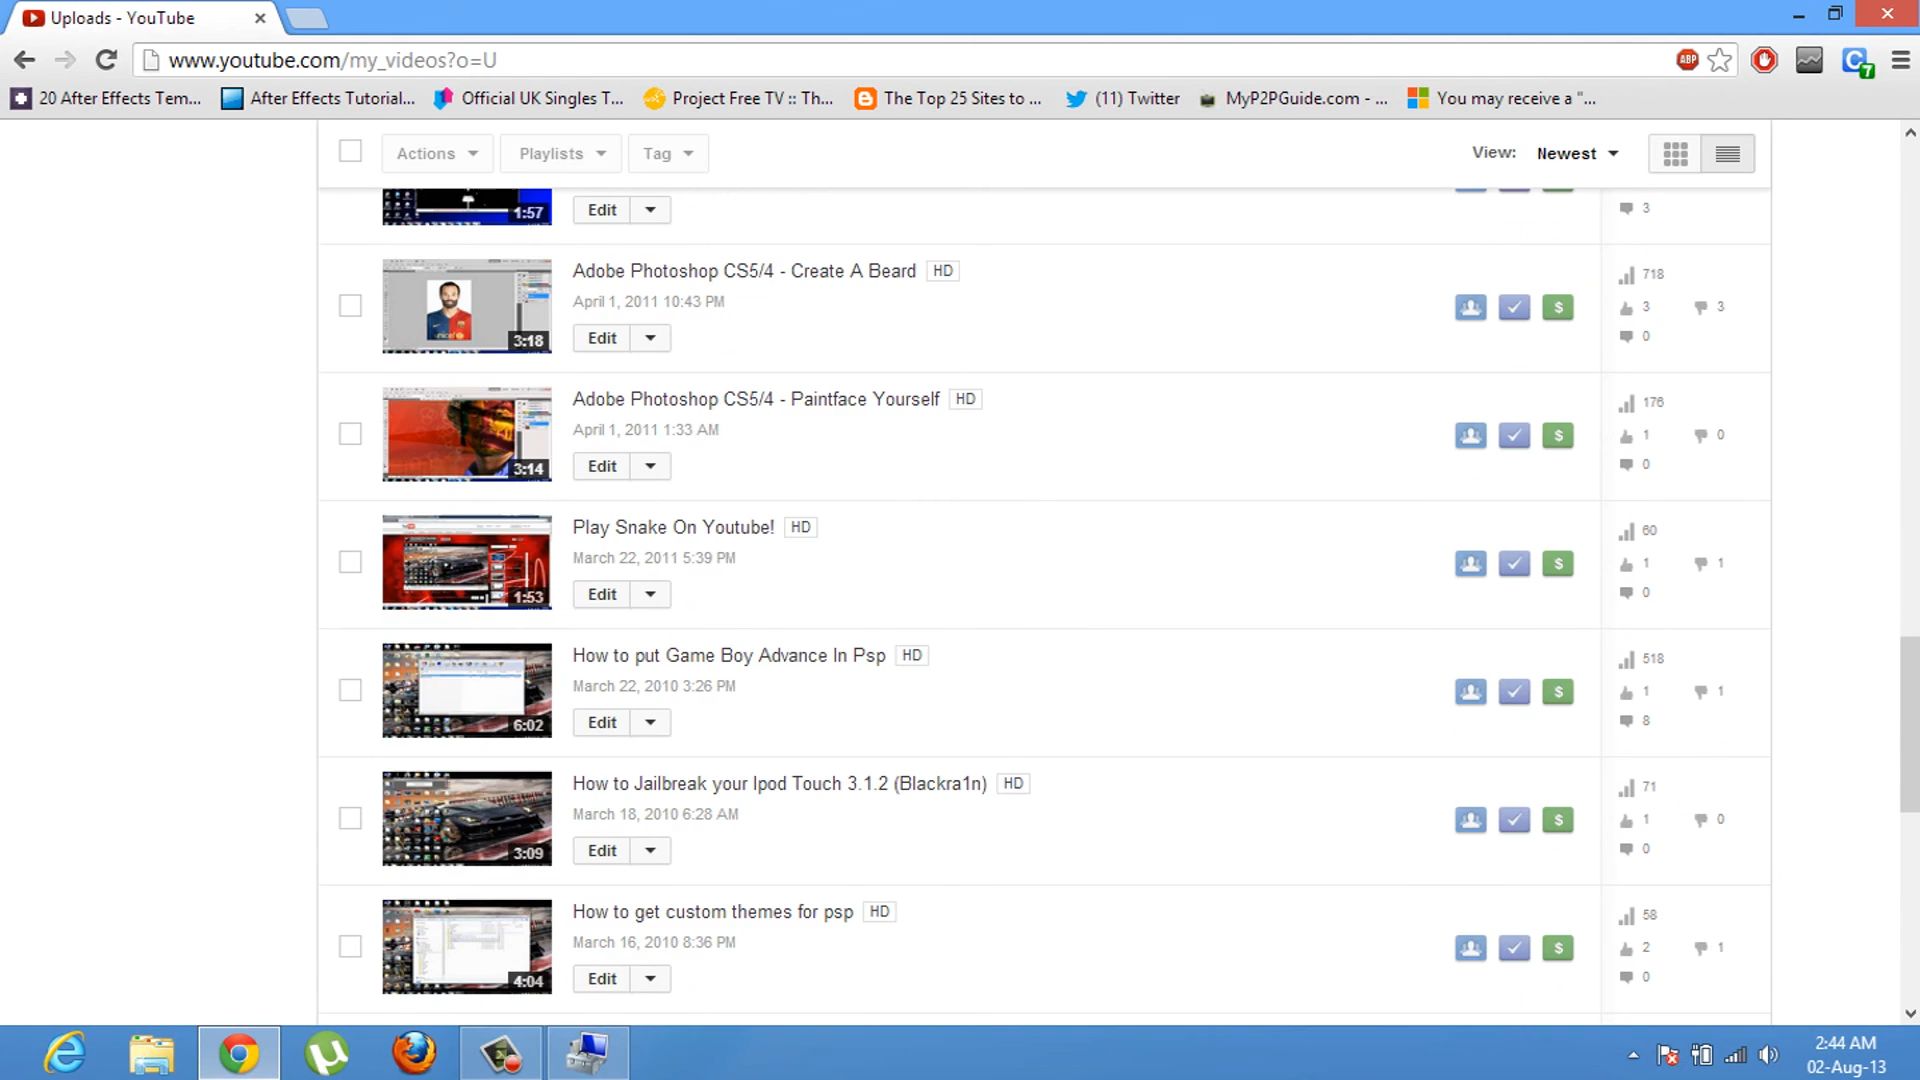 Uploads - YouTube
www.youtube.com/my_videos?o=U
ABP
7
20 After Effects Tem...
After Effects Tutorial...
Official UK Singles T...
Project Free TV :: Th...
The Top 25 Sites to ...
(11) Twitter
MyP2PGuide.com - ...
You may receive a "...
Actions
Playlists
Tag
View:
Newest
1:57
Edit
3
Adobe Photoshop CS5/4 - Create A Beard HD
April 1, 2011 10:43 PM
3:18
Edit
718
3 3
0
Adobe Photoshop CS5/4 - Paintface Yourself HD
April 1, 2011 1:33 AM
3:14
Edit
176
1 0
0
Play Snake On Youtube! HD
March 22, 2011 5:39 PM
1:53
Edit
60
1 1
0
How to put Game Boy Advance In Psp HD
March 22, 2010 3:26 PM
6:02
Edit
518
1 1
8
How to Jailbreak your Ipod Touch 3.1.2 (Blackra1n) HD
March 18, 2010 6:28 AM
3:09
Edit
71
1 0
0
How to get custom themes for psp HD
March 16, 2010 8:36 PM
4:04
Edit
58
2 1
0
2:44 AM
02-Aug-13